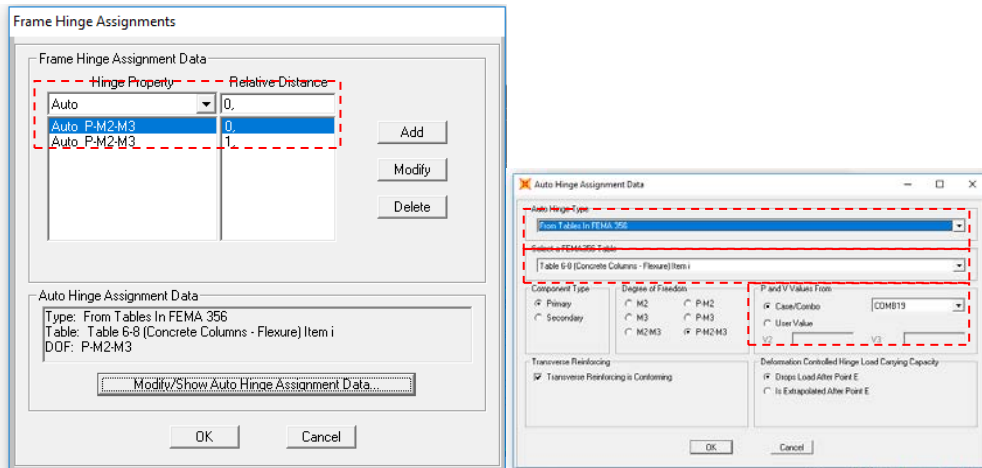 Frame Hinge Assignments
Frame Hinge Assignment Data
Hinge Property Relative Distance
Auto 0,
Auto P-M2-M3 0,
Auto P-M2-M3 1,
Add
Modify
Delete
Auto Hinge Assignment Data
Type: From Tables In FEMA 356
Table: Table 6-8 (Concrete Columns - Flexure) Item i
DOF: P-M2-M3
Modify/Show Auto Hinge Assignment Data...
OK Cancel
Auto Hinge Assignment Data
Auto Hinge Type
From Tables In FEMA 356
Select a FEMA356 Table
Table 6-8 (Concrete Columns - Flexure) Item i
Component Type Degree of Freedom P and V Values From
Primary M2 P-M2 Case/Combo COMB19
Secondary M3 P-M3 User Value
M2-M3 P-M2-M3 V2 V3
Transverse Reinforcing Deformation Controlled Hinge Load Carrying Capacity
Transverse Reinforcing is Conforming Drops Load After Point E
Is Extrapolated After Point E
OK Cancel